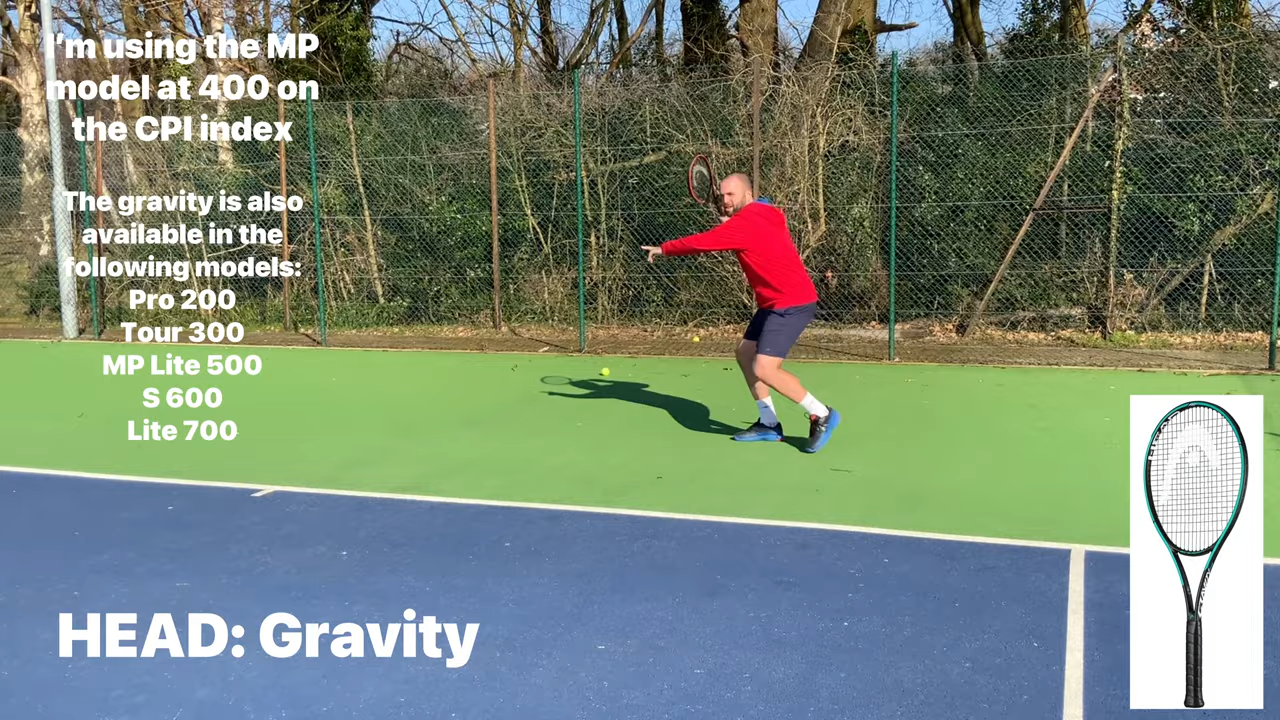 I'm using the MP
model at 400 on
the CPI index
The gravity is also
available in the
following models:
Pro 200
Tour 300
MP Lite 500
S 600
Lite 700
HEAD: Gravity